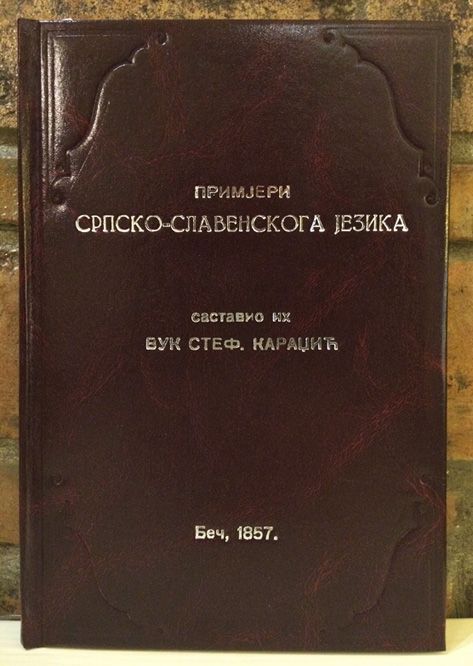 ПРИМЈЕРИ
СРПСКО-СЛАВЕНСКОГА ЈЕЗИКА
саставио их
ВУК СТЕФ. КАРАЏИЋ
Беч, 1857.